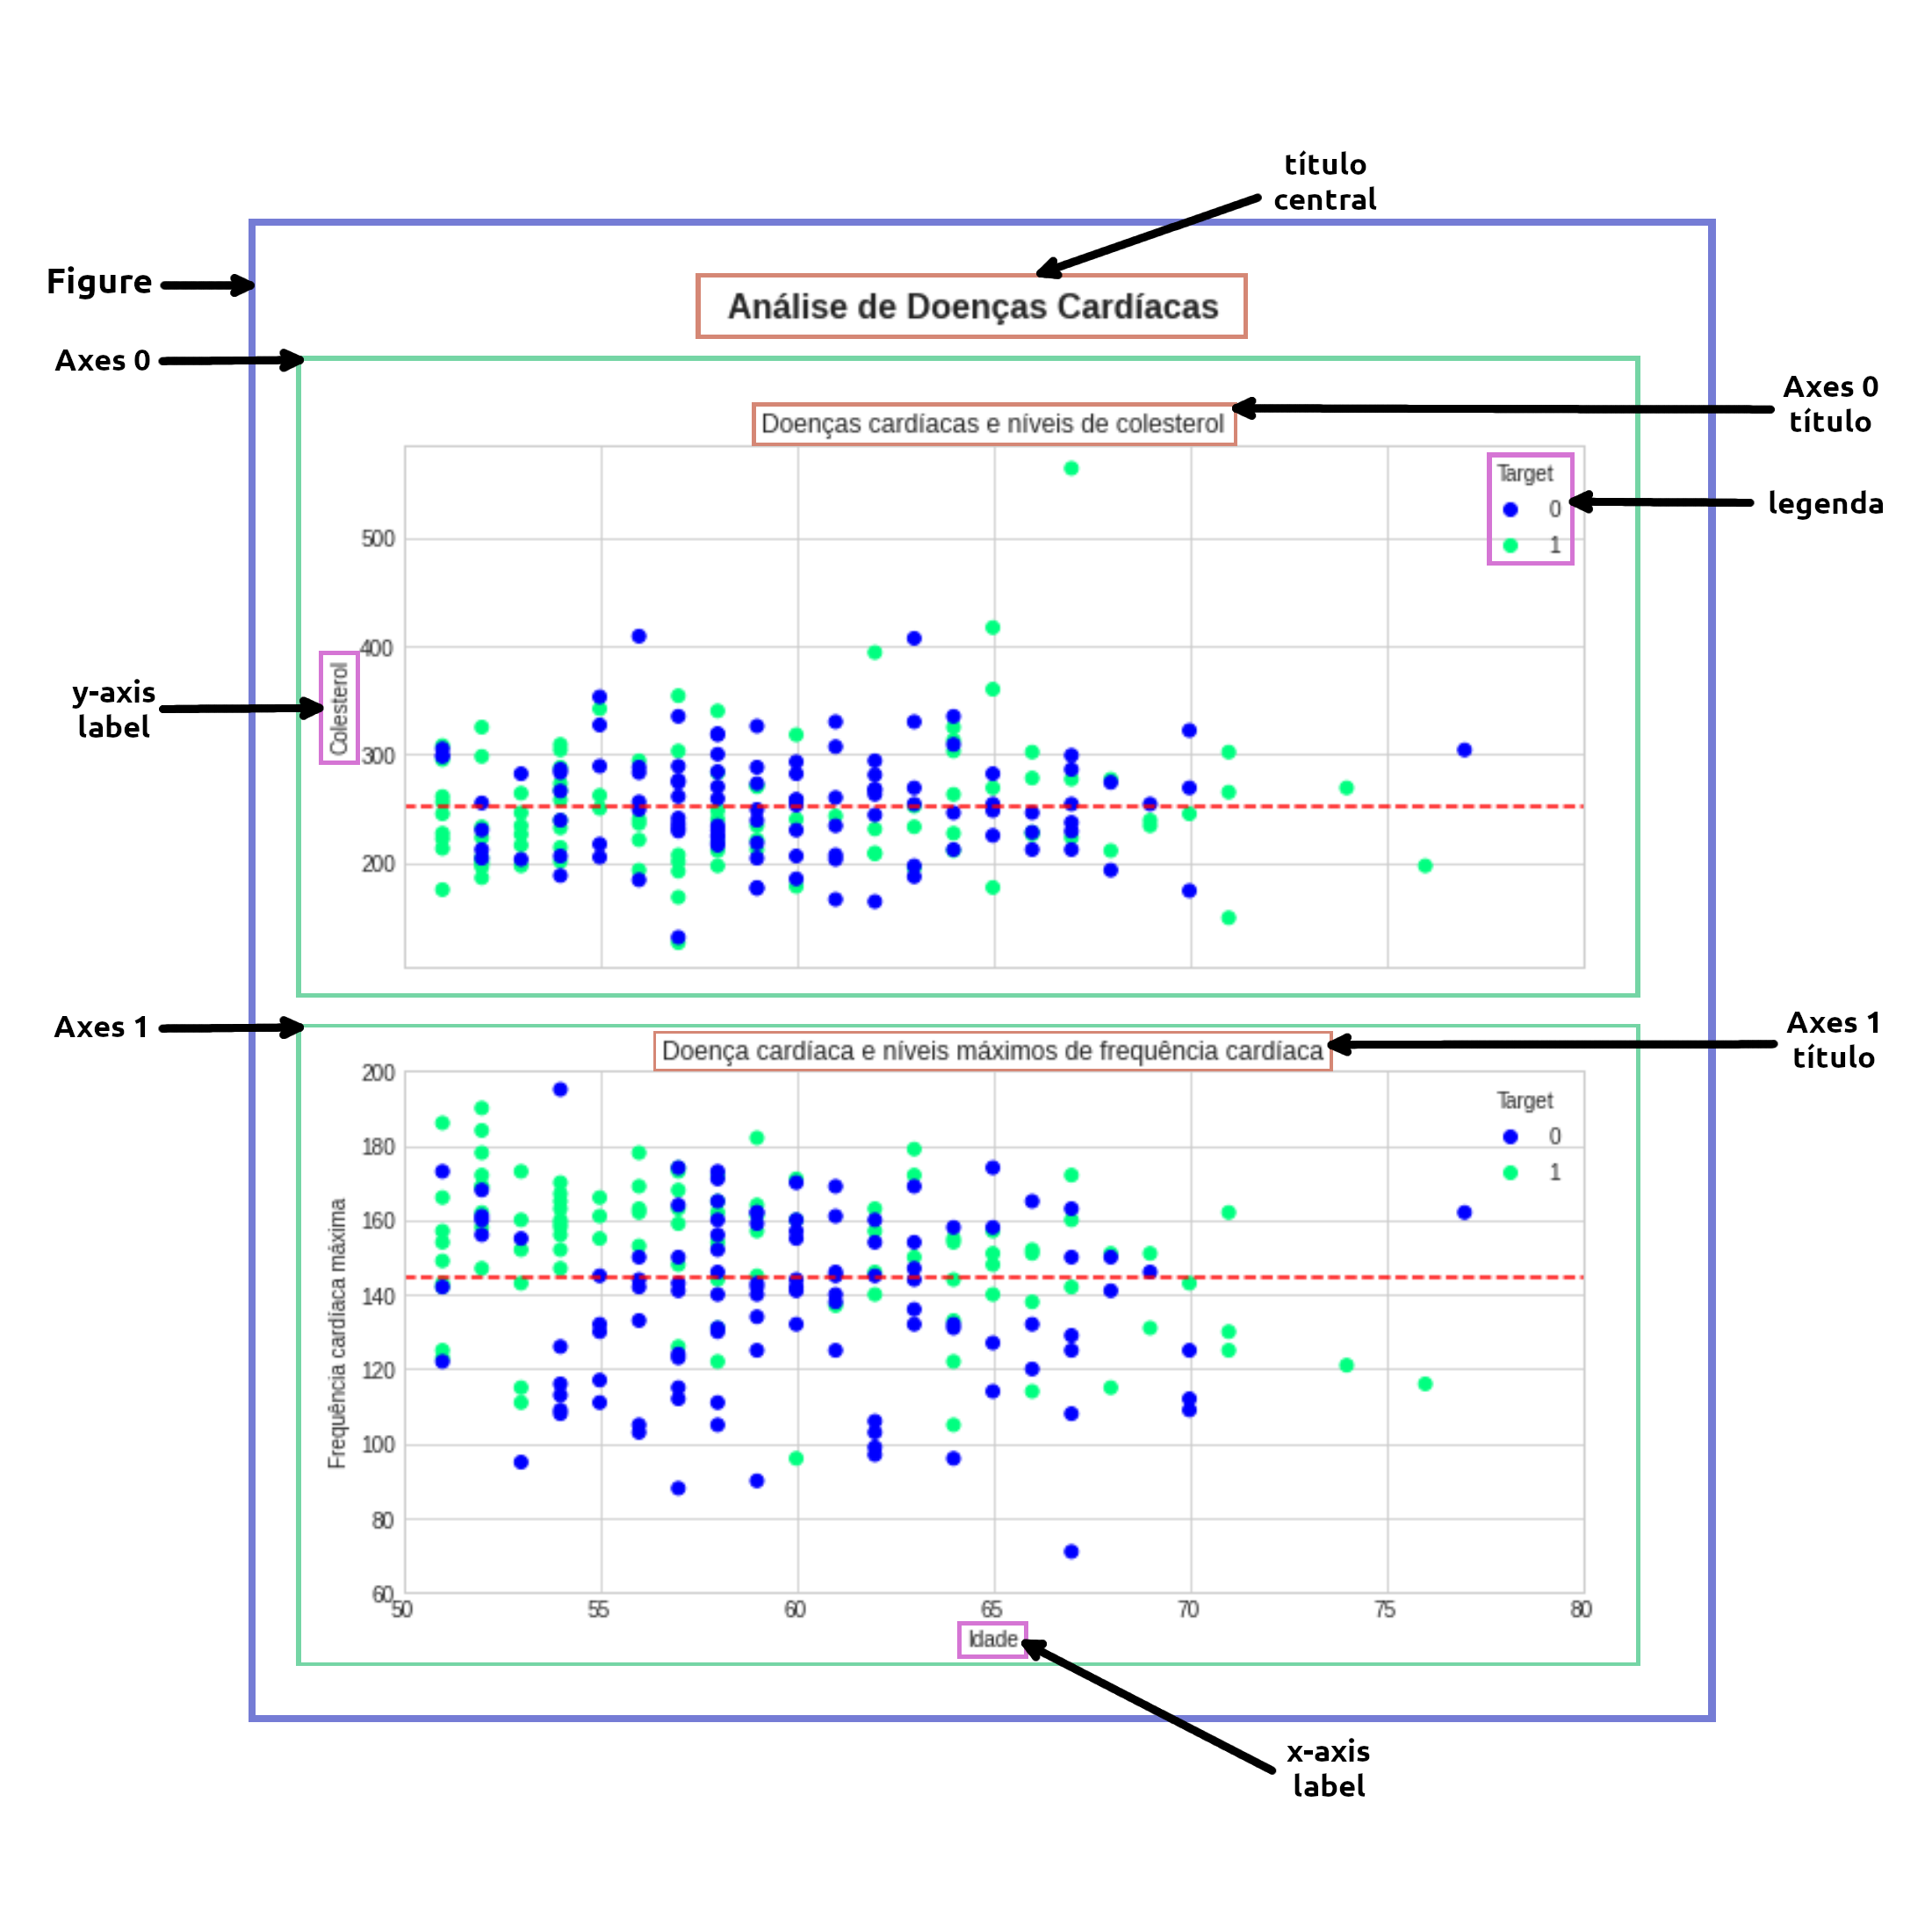 título
central
Figure
Análise de Doenças Cardíacas
Axes 0
Axes 0
título
Doenças cardíacas e níveis de colesterol
Target
0
1
legenda
500
400
300
200
Colesterol
y-axis
label
Axes 1
Axes 1
título
Doença cardíaca e níveis máximos de frequência cardíaca
Target
0
1
200
180
160
140
120
100
80
60
Frequência cardíaca máxima
50 55 60 65 70 75 80
Idade
x-axis
label